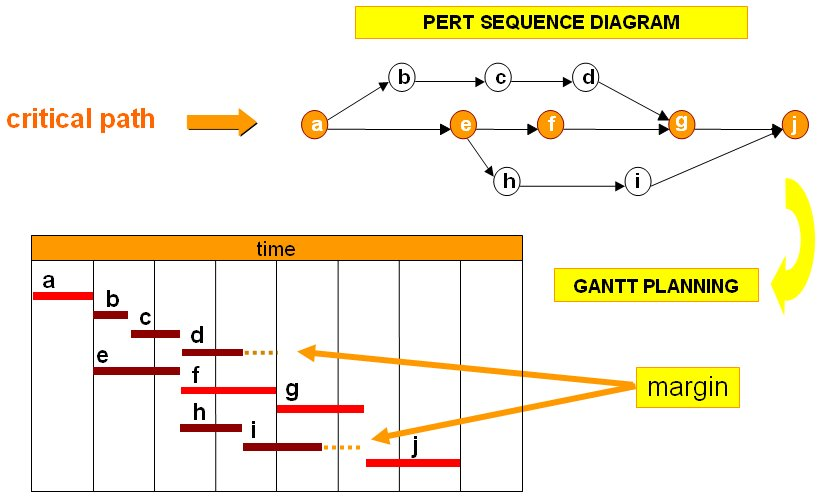 PERT SEQUENCE DIAGRAM
b
c
d
critical path
a
e
f
g
j
h
i
time
a
b
c
d
e
f
g
h
i
j
GANTT PLANNING
margin